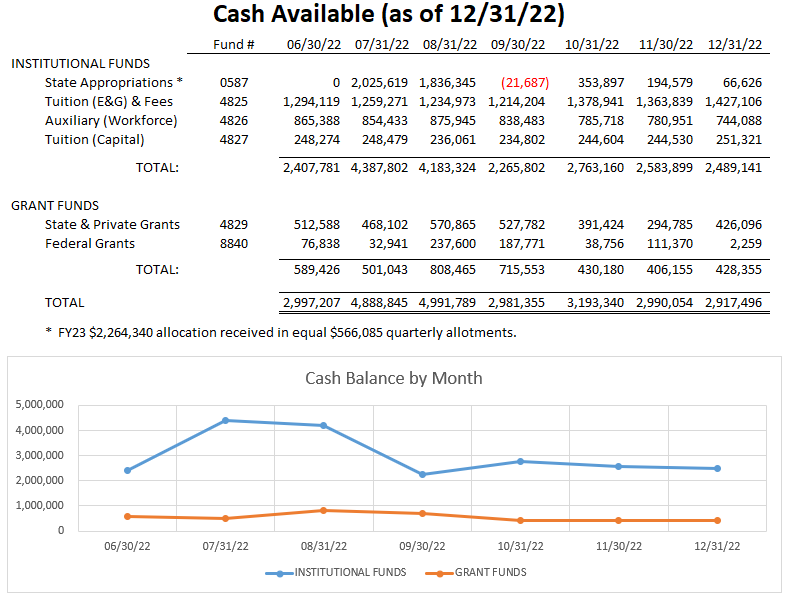 Cash Available (as of 12/31/22)
Fund # 06/30/22 07/31/22 08/31/22 09/30/22 10/31/22 11/30/22 12/31/22
INSTITUTIONAL FUNDS
State Appropriations * 0587 0 2,025,619 1,836,345 (21,687) 353,897 194,579 66,626
Tuition (E&G) & Fees 4825 1,294,119 1,259,271 1,234,973 1,214,204 1,378,941 1,363,839 1,427,106
Auxiliary (Workforce) 4826 865,388 854,433 875,945 838,483 785,718 780,951 744,088
Tuition (Capital) 4827 248,274 248,479 236,061 234,802 244,604 244,530 251,321
TOTAL: 2,407,781 4,387,802 4,183,324 2,265,802 2,763,160 2,583,899 2,489,141
GRANT FUNDS
State & Private Grants 4829 512,588 468,102 570,865 527,782 391,424 294,785 426,096
Federal Grants 8840 76,838 32,941 237,600 187,771 38,756 111,370 2,259
TOTAL: 589,426 501,043 808,465 715,553 430,180 406,155 428,355
TOTAL 2,997,207 4,888,845 4,991,789 2,981,355 3,193,340 2,990,054 2,917,496
* FY23 $2,264,340 allocation received in equal $566,085 quarterly allotments.
Cash Balance by Month
5,000,000
4,000,000
3,000,000
2,000,000
1,000,000
0
06/30/22 07/31/22 08/31/22 09/30/22 10/31/22 11/30/22 12/31/22
INSTITUTIONAL FUNDS GRANT FUNDS